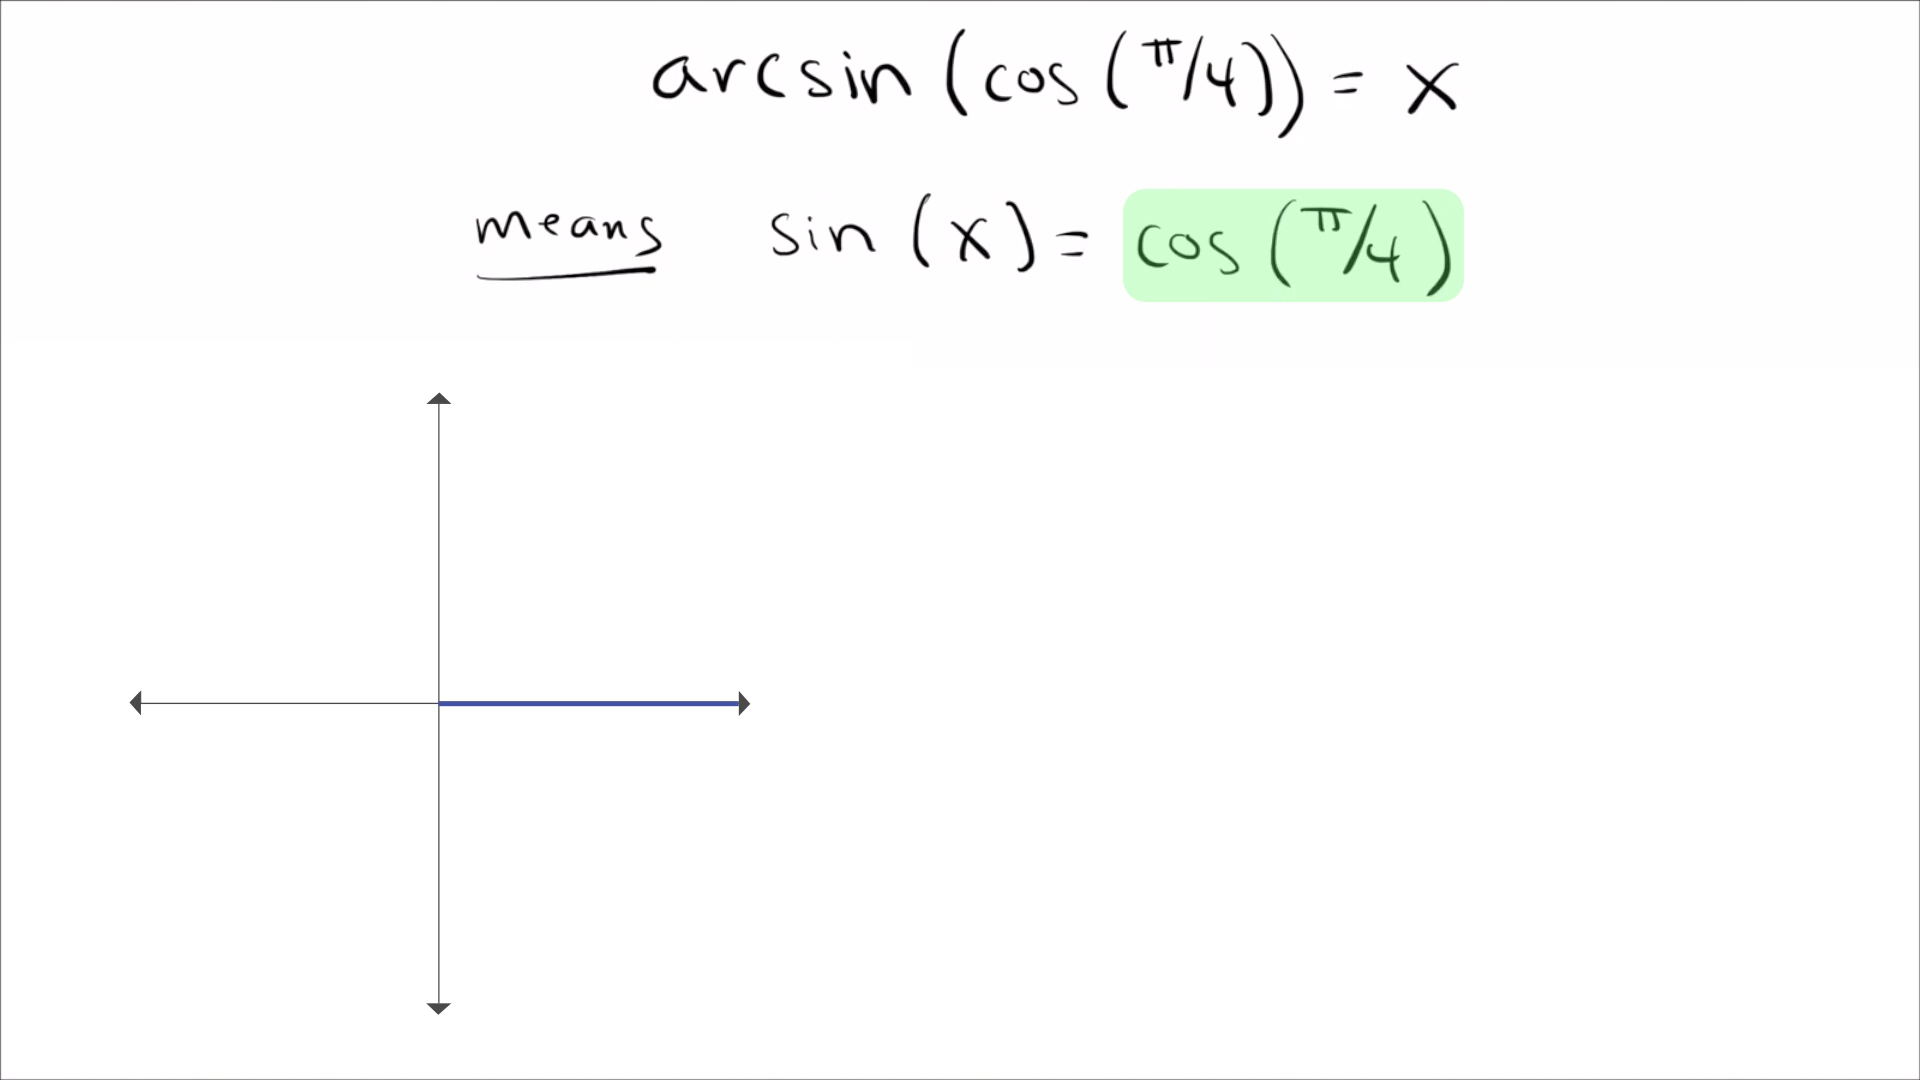 arcsin (cos (π/4)) = x
means sin (x) = cos (π/4)